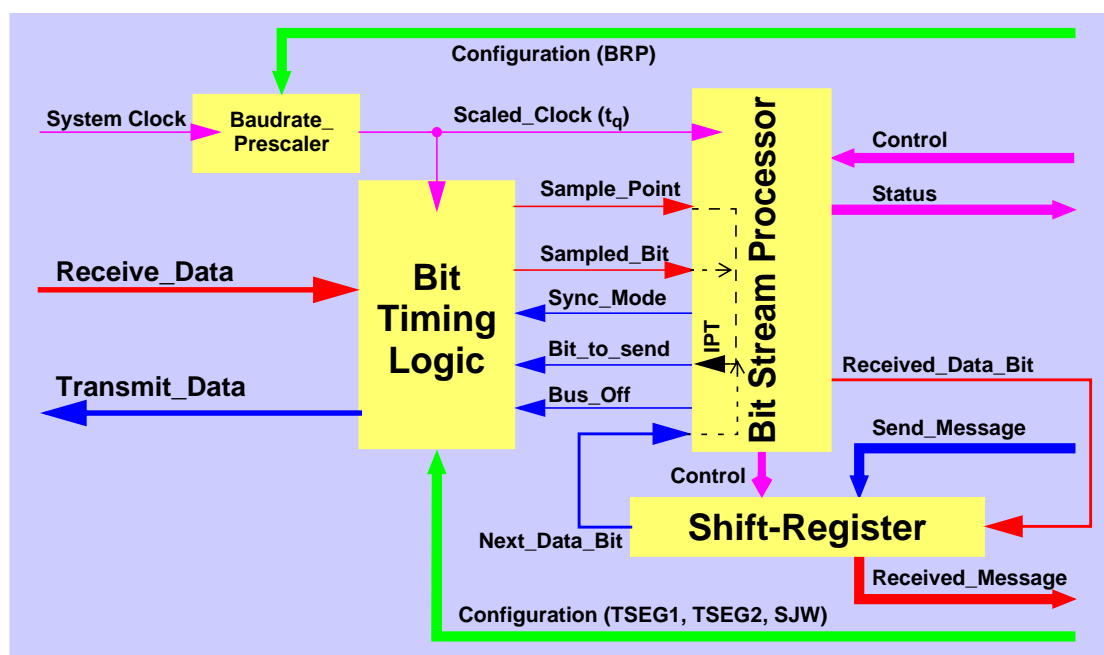 Configuration (BRP)
System Clock
Baudrate_
Prescaler
Scaled_Clock (tq)
Control
Status
Sample_Point
Sampled_Bit
Sync_Mode
Bit_to_send
Bus_Off
Receive_Data
Transmit_Data
Bit
Timing
Logic
IPT
Bit Stream Processor
Received_Data_Bit
Send_Message
Control
Shift-Register
Next_Data_Bit
Received_Message
Configuration (TSEG1, TSEG2, SJW)